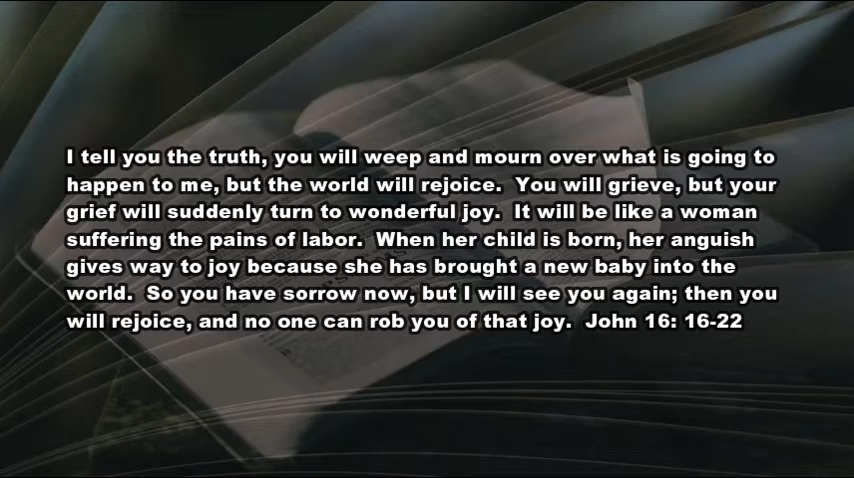 I tell you the truth, you will weep and mourn over what is going to
happen to me, but the world will rejoice.  You will grieve, but your
grief will suddenly turn to wonderful joy.  It will be like a woman
suffering the pains of labor.  When her child is born, her anguish
gives way to joy because she has brought a new baby into the
world.  So you have sorrow now, but I will see you again; then you
will rejoice, and no one can rob you of that joy.  John 16: 16-22